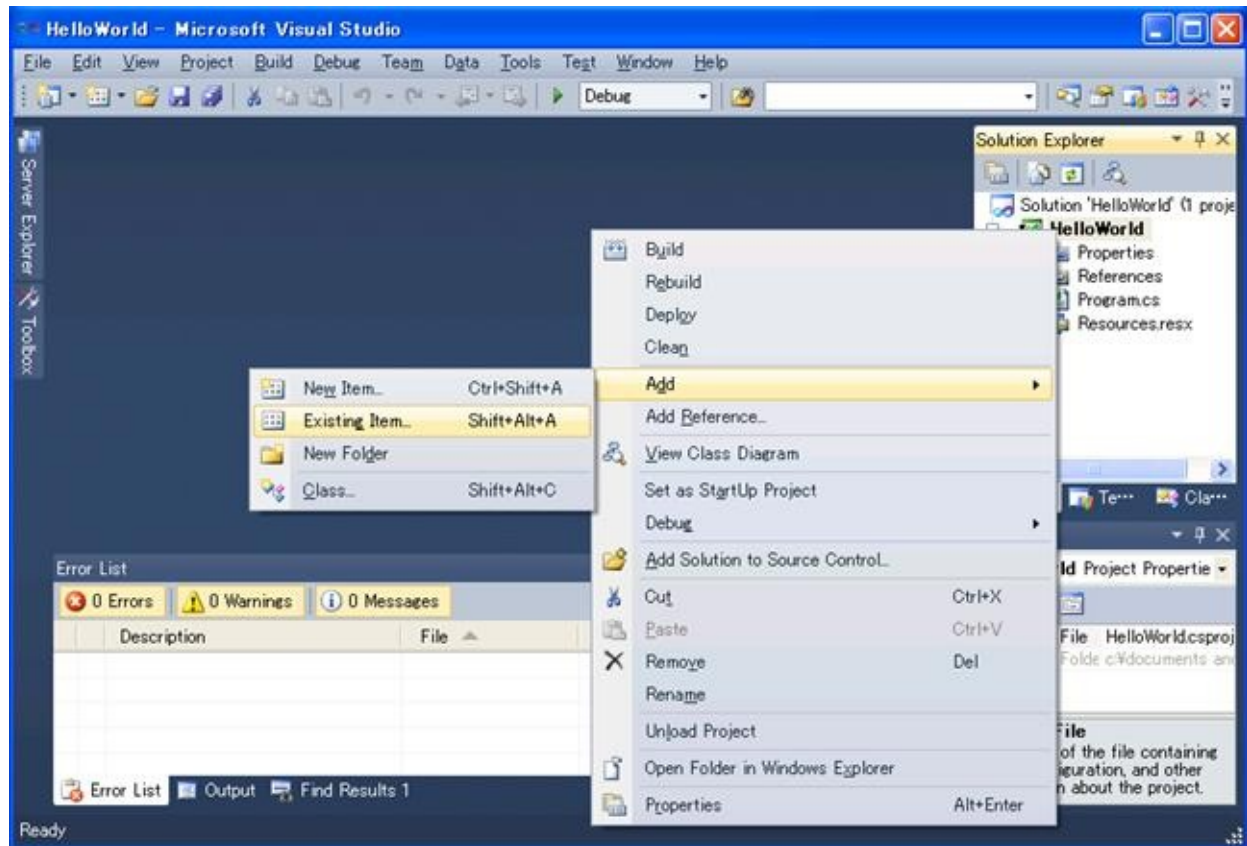 HelloWorld - Microsoft Visual Studio
File Edit View Project Build Debug Team Data Tools Test Window Help
Debug
Server Explorer
Toolbox
Solution Explorer
Solution 'HelloWorld' (1 proje
HelloWorld
Properties
References
Program.cs
Resources.resx
Build
Rebuild
Deploy
Clean
Add
Add Reference...
View Class Diagram
Set as StartUp Project
Debug
Add Solution to Source Control...
Cut Ctrl+X
Paste Ctrl+V
Remove Del
Rename
Unload Project
Open Folder in Windows Explorer
Properties Alt+Enter
New Item... Ctrl+Shift+A
Existing Item... Shift+Alt+A
New Folder
Class... Shift+Alt+C
Te... Cla...
ld Project Propertie
File HelloWorld.csproj
Folde c:¥documents and
File
of the file containing
iguration, and other
n about the project.
Error List
0 Errors 0 Warnings 0 Messages
Description File
Error List Output Find Results 1
Ready